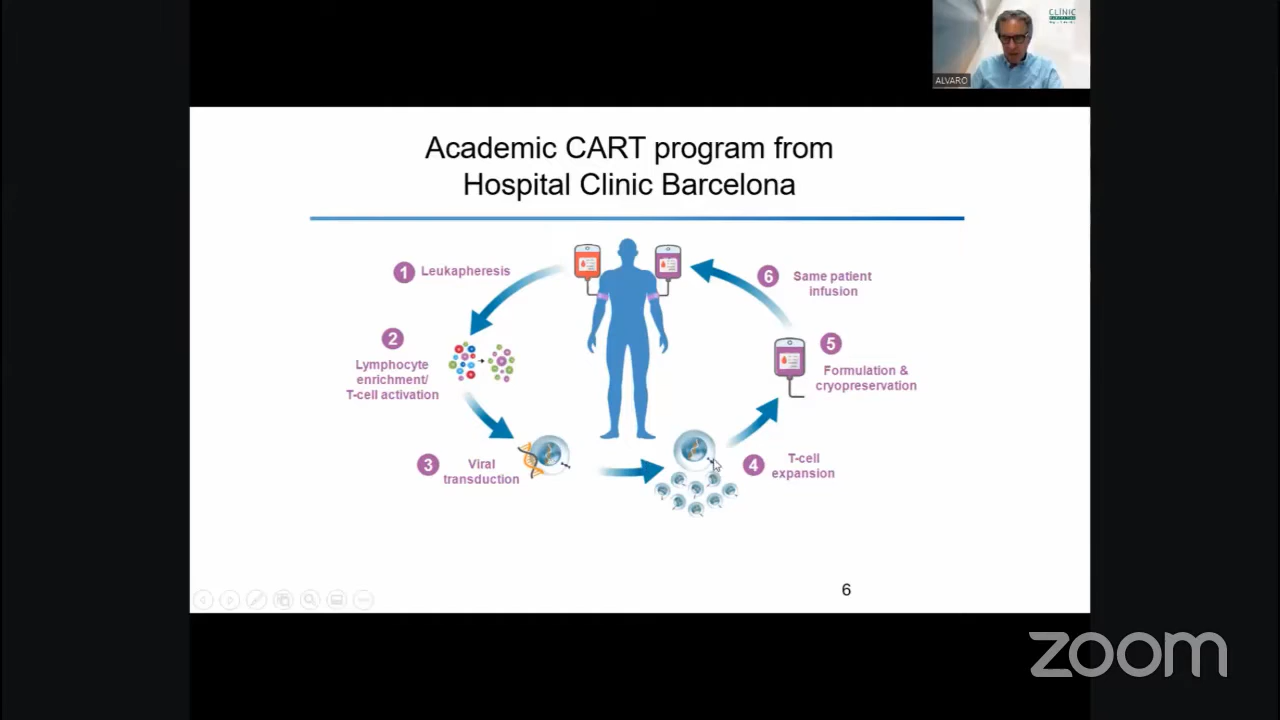 CLÍNIC
ALVARO
Academic CART program from
Hospital Clinic Barcelona
1 Leukapheresis
2
Lymphocyte
enrichment/
T-cell activation
3 Viral
transduction
4 T-cell
expansion
5
Formulation &
cryopreservation
6 Same patient
infusion
6
zoom